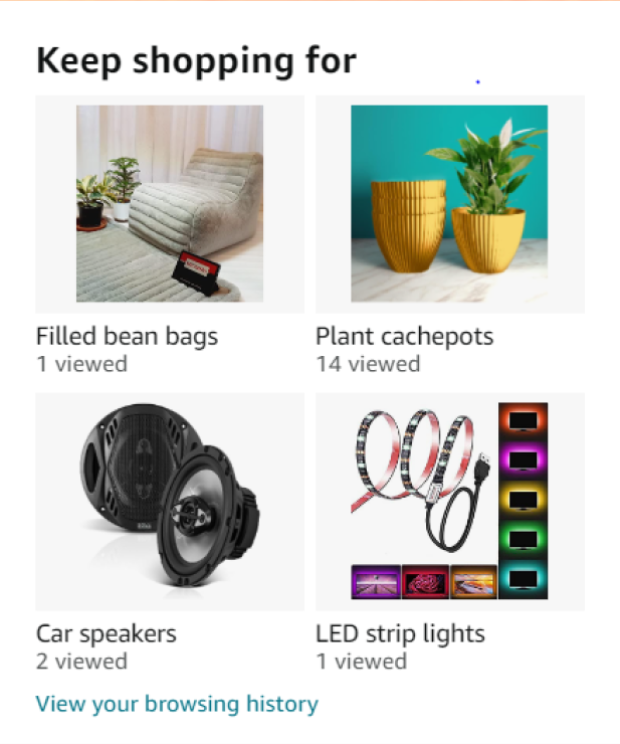 Keep shopping for
Filled bean bags
1 viewed
Plant cachepots
14 viewed
Car speakers
2 viewed
LED strip lights
1 viewed
View your browsing history